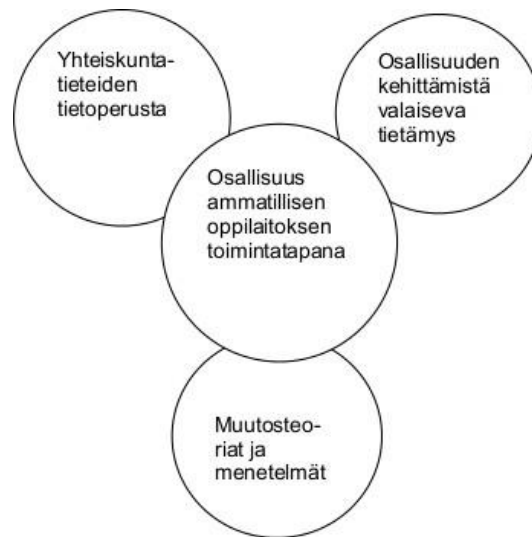 Yhteiskunta-
tieteiden
tietoperusta
Osallisuuden
kehittämistä
valaiseva
tietämys
Osallisuus
ammatillisen
oppilaitoksen
toimintatapana
Muutosteo-
riat ja
menetelmät